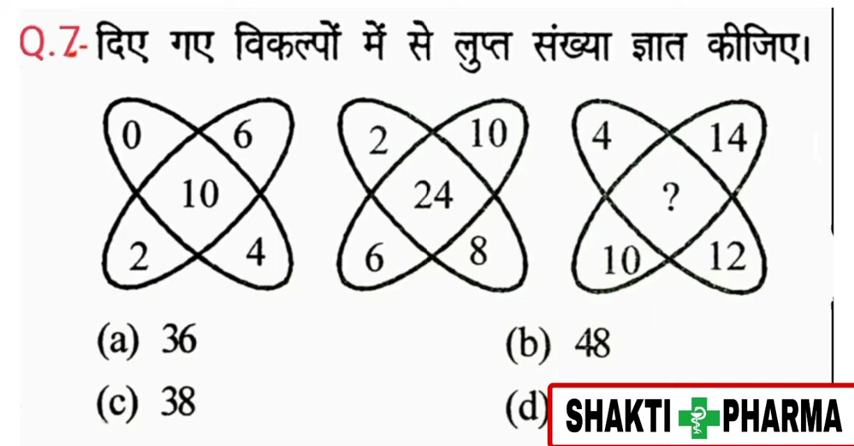 Q.7- दिए गए विकल्पों में से लुप्त संख्या ज्ञात कीजिए।
0 6 2 10 4 14
10 24 ?
2 4 6 8 10 12
(a) 36 (b) 48
(c) 38 (d)
SHAKTI PHARMA